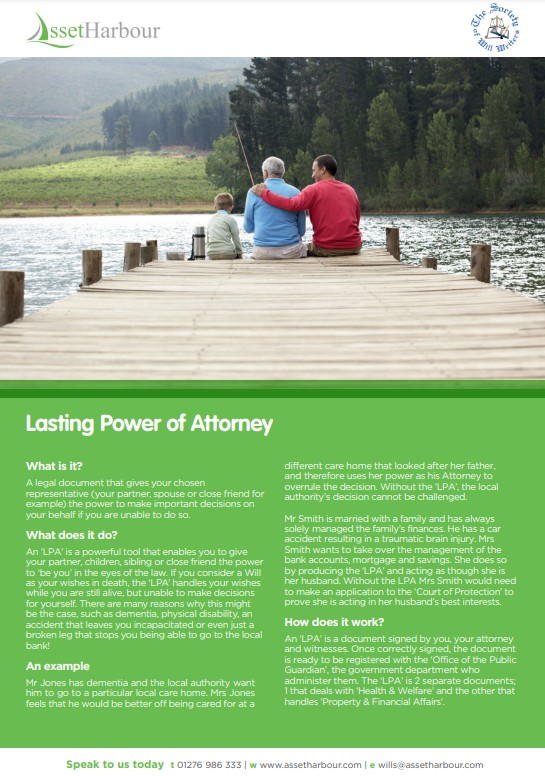 AssetHarbour
The Society
of Will Writers
Lasting Power of Attorney
What is it?
A legal document that gives your chosen
representative (your partner, spouse or close friend for
example) the power to make important decisions on
your behalf if you are unable to do so.
What does it do?
An 'LPA' is a powerful tool that enables you to give
your partner, children, sibling or close friend the power
to 'be you' in the eyes of the law. If you consider a Will
as your wishes in death, the 'LPA' handles your wishes
while you are still alive, but unable to make decisions
for yourself. There are many reasons why this might
be the case, such as dementia, physical disability, an
accident that leaves you incapacitated or even just a
broken leg that stops you being able to go to the local
bank!
An example
Mr Jones has dementia and the local authority want
him to go to a particular local care home. Mrs Jones
feels that he would be better off being cared for at a
different care home that looked after her father,
and therefore uses her power as his Attorney to
overrule the decision. Without the 'LPA', the local
authority's decision cannot be challenged.
Mr Smith is married with a family and has always
solely managed the family's finances. He has a car
accident resulting in a traumatic brain injury. Mrs
Smith wants to take over the management of the
bank accounts, mortgage and savings. She does so
by producing the 'LPA' and acting as though she is
her husband. Without the LPA Mrs Smith would need
to make an application to the 'Court of Protection' to
prove she is acting in her husband's best interests.
How does it work?
An 'LPA' is a document signed by you, your attorney
and witnesses. Once correctly signed, the document
is ready to be registered with the 'Office of the Public
Guardian', the government department who
administer them. The 'LPA' is 2 separate documents;
1 that deals with 'Health & Welfare' and the other that
handles 'Property & Financial Affairs'.
Speak to us today t 01276 986 333 | w www.assetharbour.com | e wills@assetharbour.com